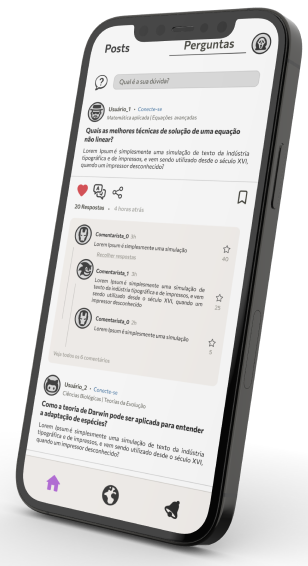 Posts
Perguntas
Qual é a sua dúvida?
Usuário_1 • Conecte-se
Matemática aplicada | Equações avançadas
Quais as melhores técnicas de solução de uma equação
não linear?
Lorem Ipsum é simplesmente uma simulação de texto da indústria
tipográfica e de impressos, e vem sendo utilizado desde o século XVI,
quando um impressor desconhecido?
20 Respostas • 4 horas atrás
Comentarista_0 3h
Lorem Ipsum é simplesmente uma simulação
40
Recolher respostas
Comentarista_1 3h
Lorem Ipsum é simplesmente uma simulação de
texto da indústria tipográfica e de impressos, e vem
sendo utilizado desde o século XVI, quando um
impressor desconhecido
25
Comentarista_0 2h
Lorem Ipsum é simplesmente uma simulação
5
Veja todos os 8 comentários
Usuário_2 • Conecte-se
Ciências Biológicas | Teorias da Evolução
Como a teoria de Darwin pode ser aplicada para entender
a adaptação de espécies?
Lorem Ipsum é simplesmente uma simulação de texto da indústria
tipográfica e de impressos, e vem sendo utilizado desde o século XVI,
quando um impressor desconhecido?